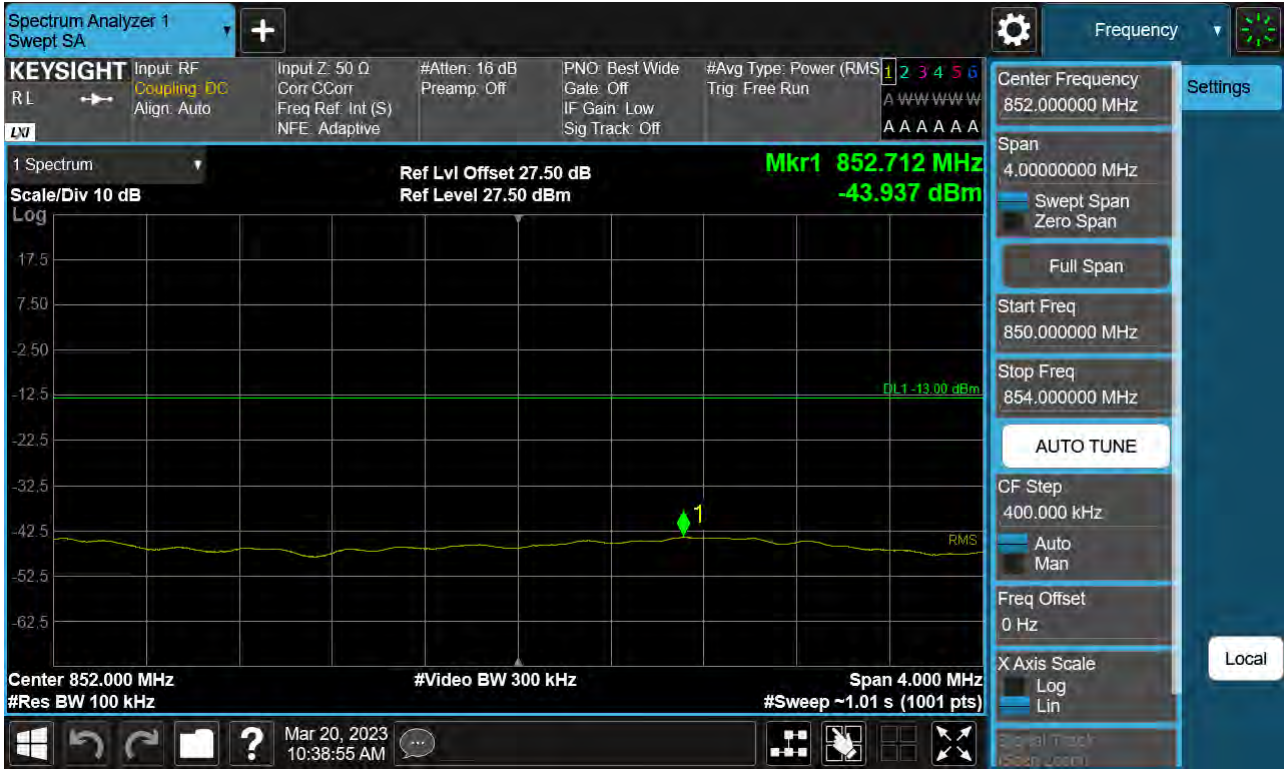 Spectrum Analyzer 1
Swept SA
Frequency
KEYSIGHT
RL
LXI
Input: RF
Coupling: DC
Align: Auto
Input Z: 50 Ω
Corr CCorr
Freq Ref: Int (S)
NFE: Adaptive
#Atten: 16 dB
Preamp: Off
PNO: Best Wide
Gate: Off
IF Gain: Low
Sig Track: Off
#Avg Type: Power (RMS
Trig: Free Run
1 2 3 4 5 6
A W W W W W
A A A A A A
1 Spectrum
Scale/Div 10 dB
Log
Ref Lvl Offset 27.50 dB
Ref Level 27.50 dBm
Mkr1 852.712 MHz
-43.937 dBm
17.5
7.50
-2.50
-12.5
-22.5
-32.5
-42.5
-52.5
-62.5
DL1 -13.00 dBm
1
RMS
Center 852.000 MHz
#Res BW 100 kHz
#Video BW 300 kHz
Span 4.000 MHz
#Sweep ~1.01 s (1001 pts)
Mar 20, 2023
10:38:55 AM
Center Frequency
852.000000 MHz
Span
4.00000000 MHz
Swept Span
Zero Span
Full Span
Start Freq
850.000000 MHz
Stop Freq
854.000000 MHz
AUTO TUNE
CF Step
400.000 kHz
Auto
Man
Freq Offset
0 Hz
X Axis Scale
Log
Lin
Signal Track
(Span Zoom)
Settings
Local